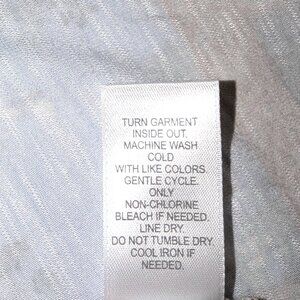 TURN GARMENT
INSIDE OUT.
MACHINE WASH
COLD
WITH LIKE COLORS.
GENTLE CYCLE.
ONLY
NON-CHLORINE
BLEACH IF NEEDED.
LINE DRY.
DO NOT TUMBLE DRY.
COOL IRON IF
NEEDED.